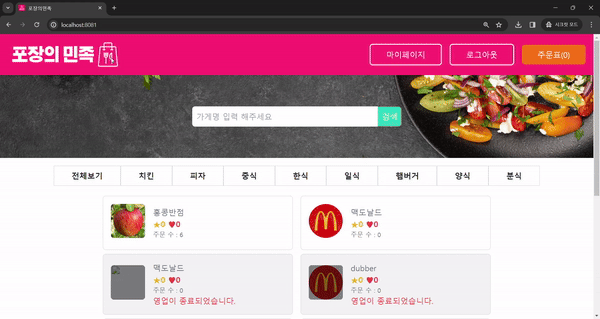 포장의민족
localhost:8081
시크릿 모드
포장의 민족
마이페이지
로그아웃
주문표(0)
가게명 입력 해주세요
검색
전체보기
치킨
피자
중식
한식
일식
햄버거
양식
분식
홍콩반점
★0 ♥0
주문 수 : 6
맥도날드
★0 ♥0
주문 수 : 0
맥도날드
★0 ♥0
주문 수 : 0
영업이 종료되었습니다.
dubber
★0 ♥0
주문 수 : 0
영업이 종료되었습니다.